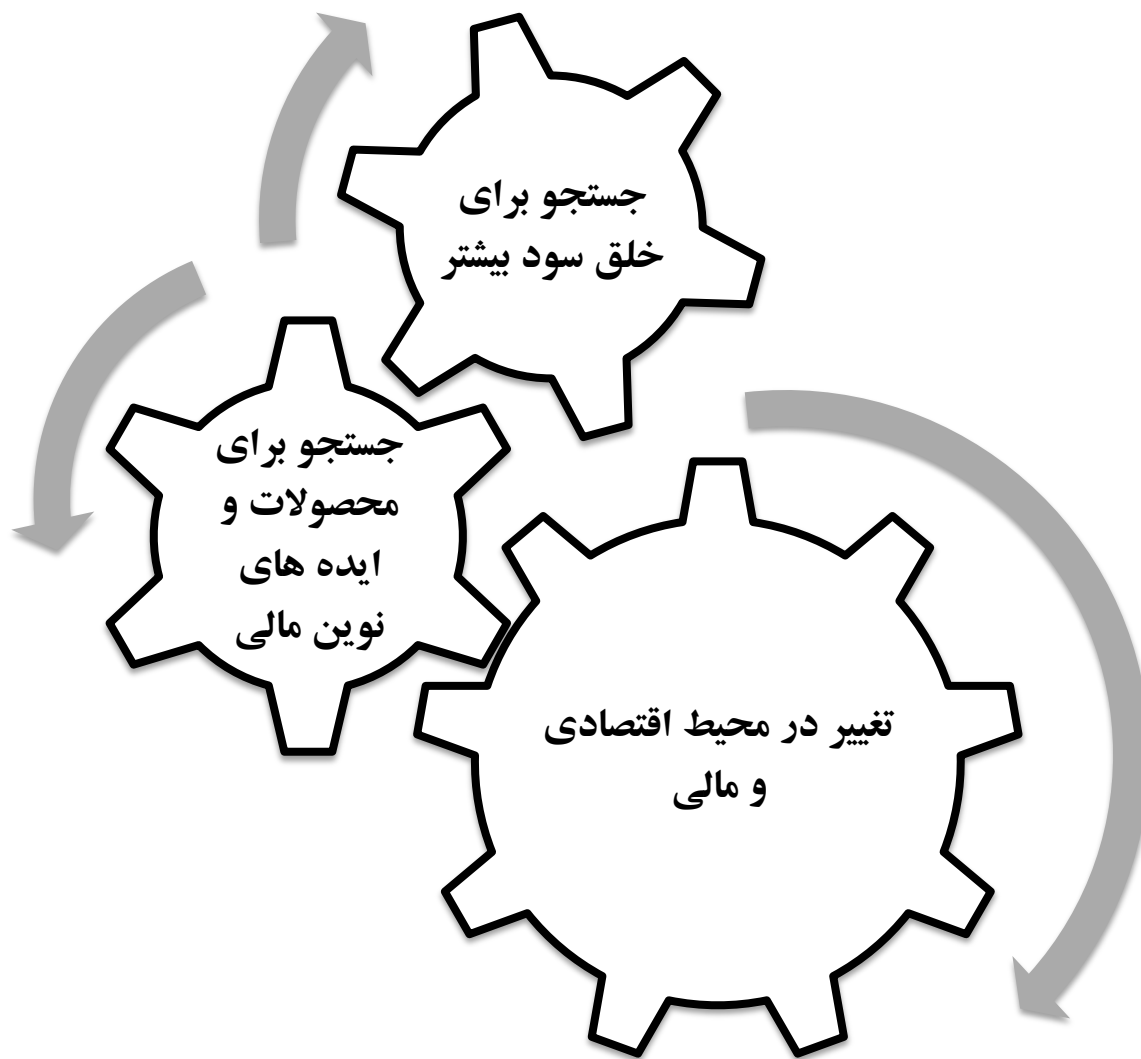 جستجو برای
خلق سود بیشتر
جستجو برای
محصولات و
ایده های
نوین مالی
تغییر در محیط اقتصادی
و مالی